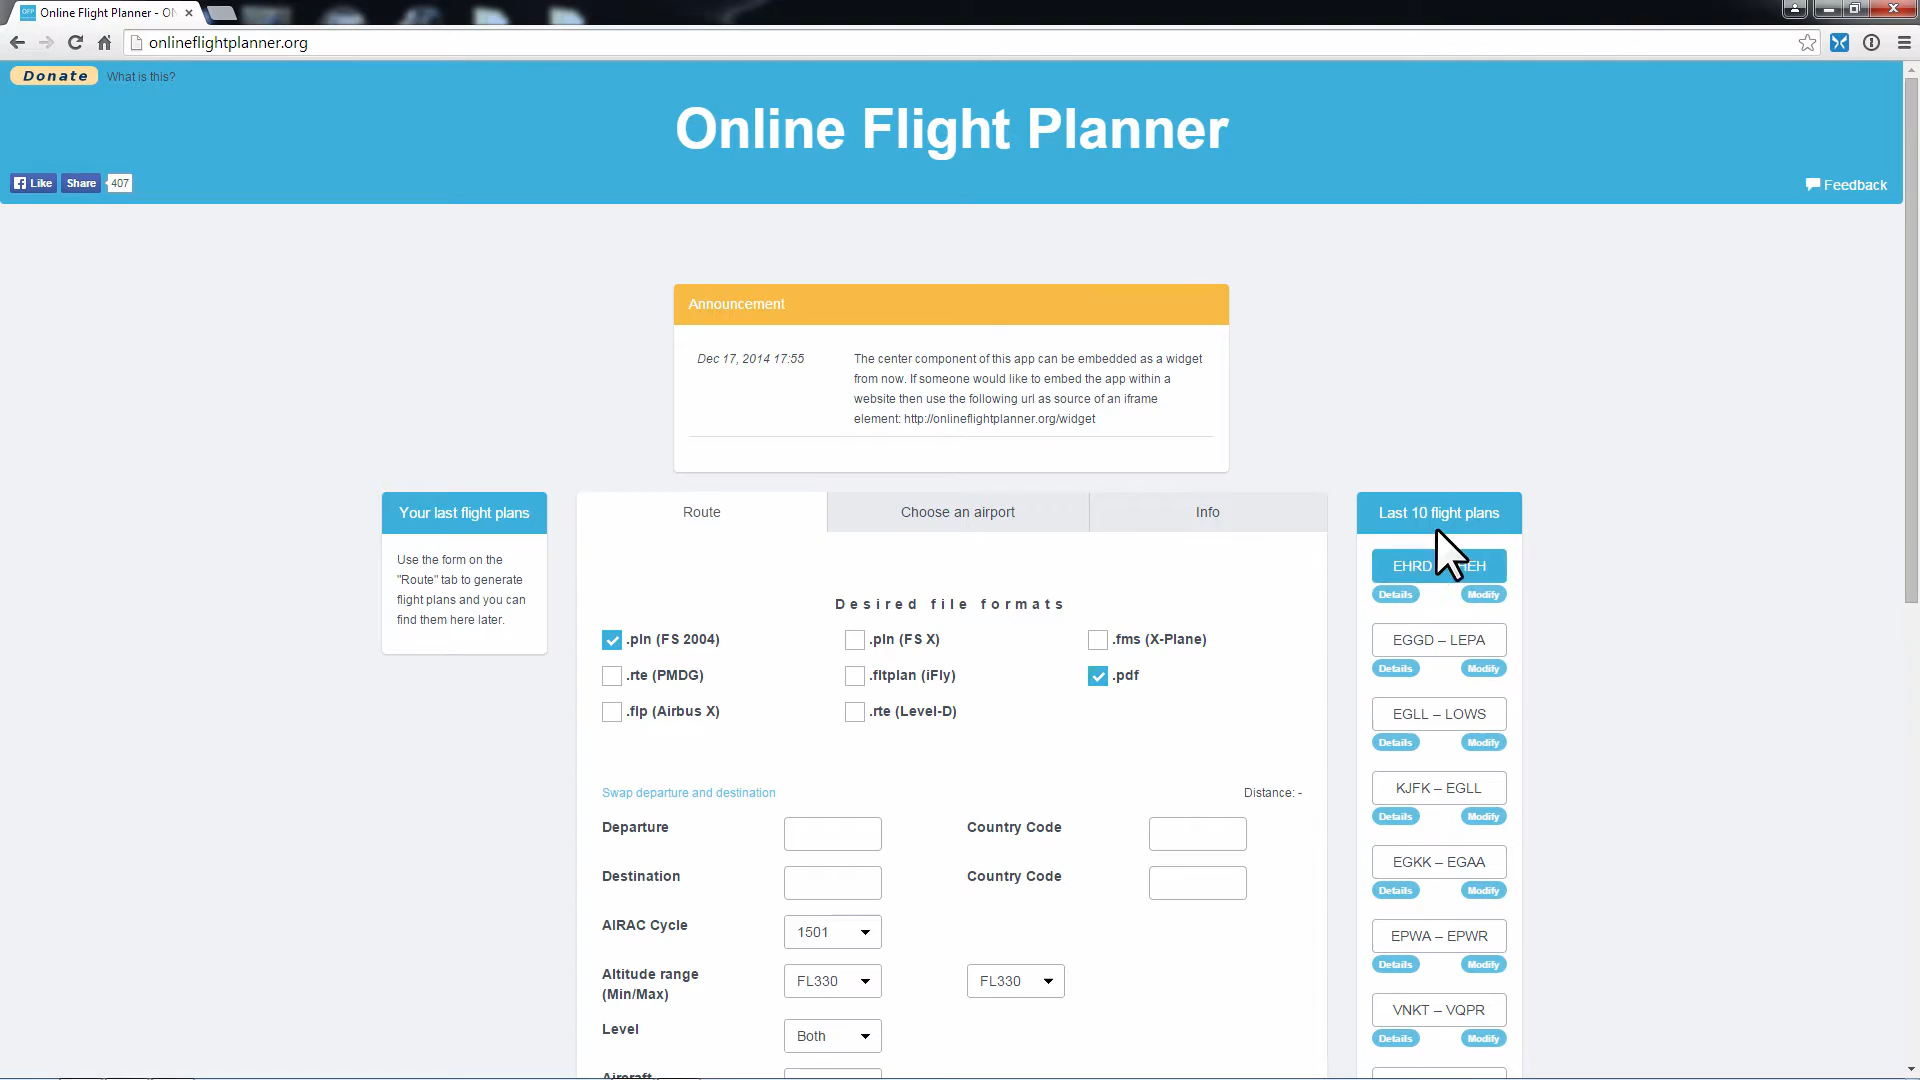 Online Flight Planner - ON
onlineflightplanner.org
Donate What is this?
Online Flight Planner
Like Share 407
Feedback
Announcement
Dec 17, 2014 17:55
The center component of this app can be embedded as a widget
from now. If someone would like to embed the app within a
website then use the following url as source of an iframe
element: http://onlineflightplanner.org/widget
Your last flight plans
Use the form on the
"Route" tab to generate
flight plans and you can
find them here later.
Route Choose an airport Info
Desired file formats
.pln (FS 2004) .pln (FS X) .fms (X-Plane)
.rte (PMDG) .fltplan (iFly) .pdf
.flp (Airbus X) .rte (Level-D)
Swap departure and destination Distance: -
Departure Country Code
Destination Country Code
AIRAC Cycle 1501
Altitude range
(Min/Max)
FL330 FL330
Level Both
Aircraft
Last 10 flight plans
EHRD
Details Modify
EGGD – LEPA
Details Modify
EGLL – LOWS
Details Modify
KJFK – EGLL
Details Modify
EGKK – EGAA
Details Modify
EPWA – EPWR
Details Modify
VNKT – VQPR
Details Modify